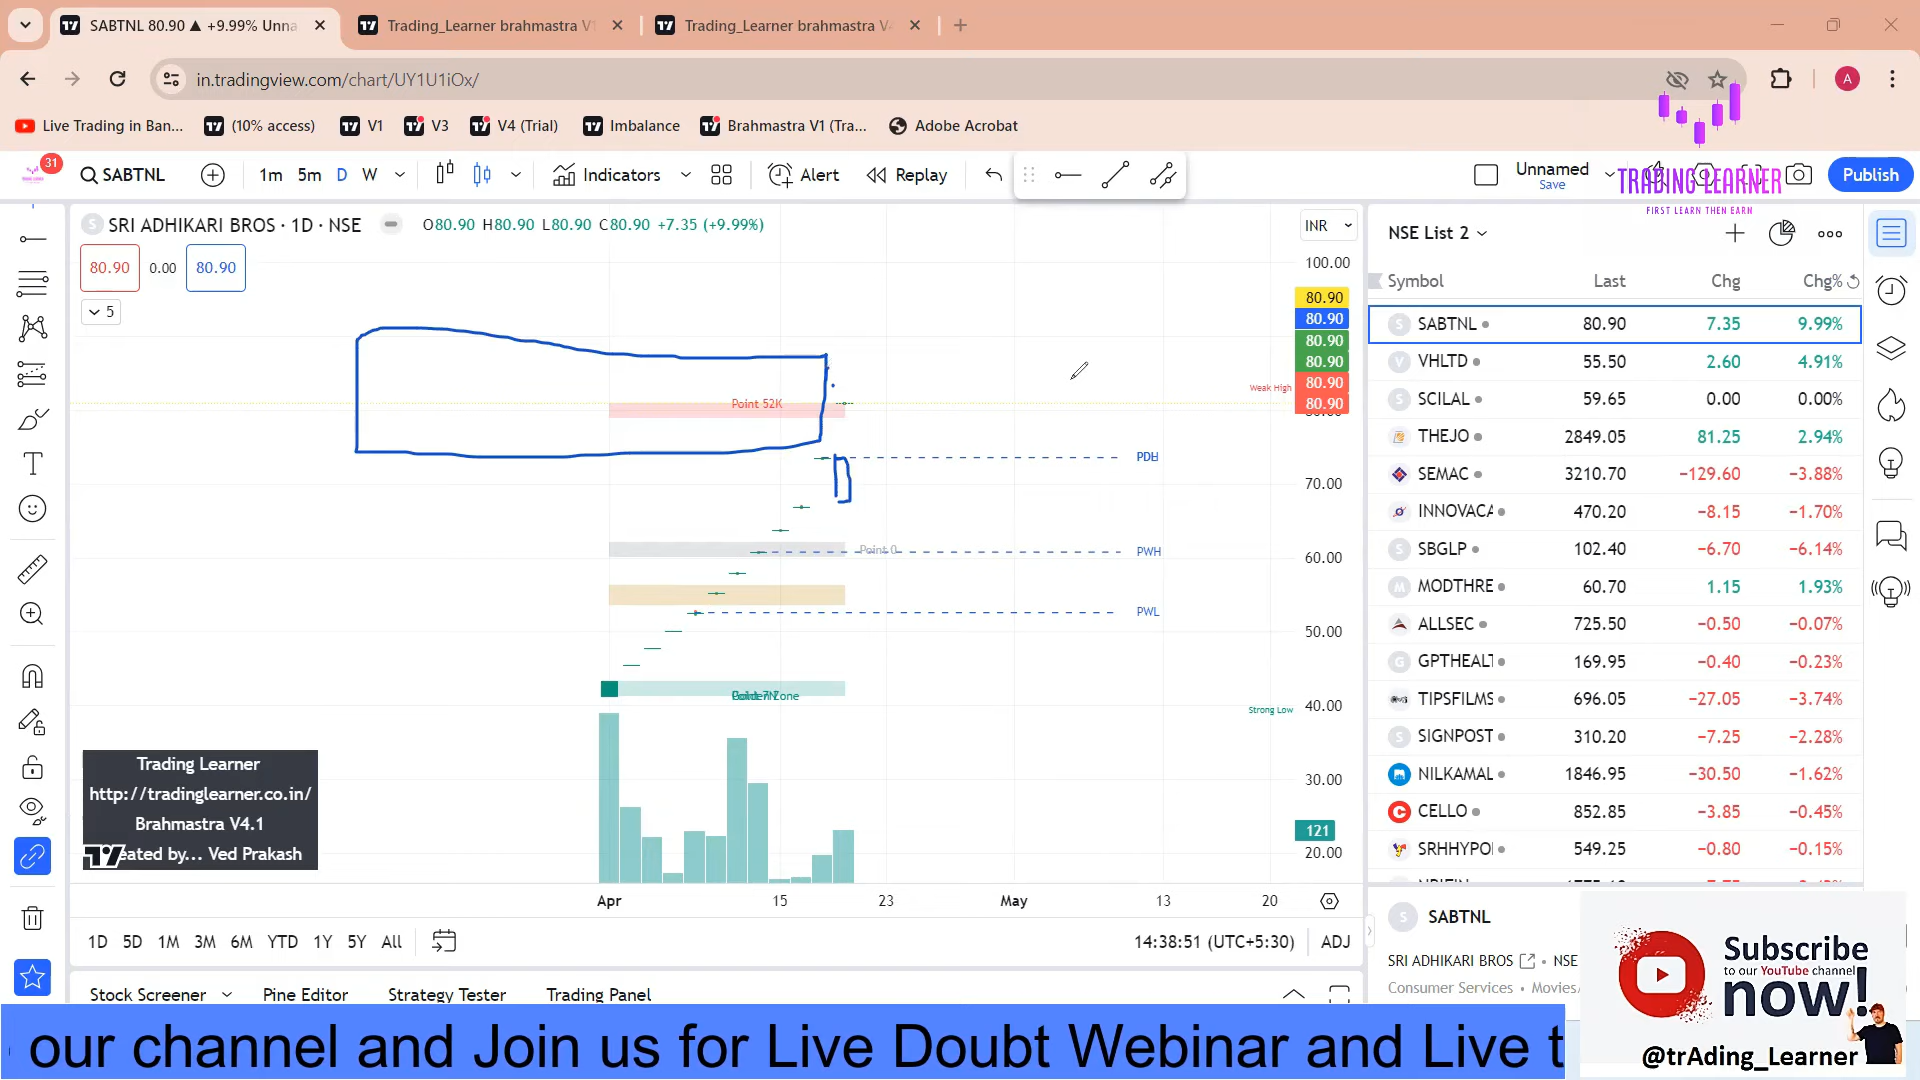 SABTNL 80.90 ▲ +9.99% Unna
Trading_Learner brahmastra V1
Trading_Learner brahmastra V4
in.tradingview.com/chart/UY1U1iOx/
A
Live Trading in Ban...
(10% access)
V1
V3
V4 (Trial)
Imbalance
Brahmastra V1 (Tra...
Adobe Acrobat
31
SABTNL
1m 5m D W
Indicators
Alert
Replay
Unnamed
Save
Publish
TRADING LEARNER
FIRST LEARN THEN EARN
SRI ADHIKARI BROS · 1D · NSE
O80.90 H80.90 L80.90 C80.90 +7.35 (+9.99%)
INR
80.90 0.00 80.90
5
100.00
80.90
80.90
80.90
80.90
80.90
80.90
Weak High
Point 52K
PDH
70.00
Point 0
PWH
60.00
PWL
50.00
Strong Low
40.00
30.00
121
20.00
Trading Learner
http://tradinglearner.co.in/
Brahmastra V4.1
eated by... Ved Prakash
Apr 15 23 May 13 20
1D 5D 1M 3M 6M YTD 1Y 5Y All
14:38:51 (UTC+5:30) ADJ
Stock Screener
Pine Editor
Strategy Tester
Trading Panel
NSE List 2
Symbol Last Chg Chg%
SABTNL 80.90 7.35 9.99%
VHLTD 55.50 2.60 4.91%
SCILAL 59.65 0.00 0.00%
THEJO 2849.05 81.25 2.94%
SEMAC 3210.70 −129.60 −3.88%
INNOVACA 470.20 −8.15 −1.70%
SBGLP 102.40 −6.70 −6.14%
MODTHRE 60.70 1.15 1.93%
ALLSEC 725.50 −0.50 −0.07%
GPTHEALT 169.95 −0.40 −0.23%
TIPSFILMS 696.05 −27.05 −3.74%
SIGNPOST 310.20 −7.25 −2.28%
NILKAMAL 1846.95 −30.50 −1.62%
CELLO 852.85 −3.85 −0.45%
SRHHYPO 549.25 −0.80 −0.15%
SABTNL
SRI ADHIKARI BROS • NSE
Consumer Services • Movies/
our channel and Join us for Live Doubt Webinar and Live t
Subscribe
to our YouTube channel
now!
@trAding_Learner